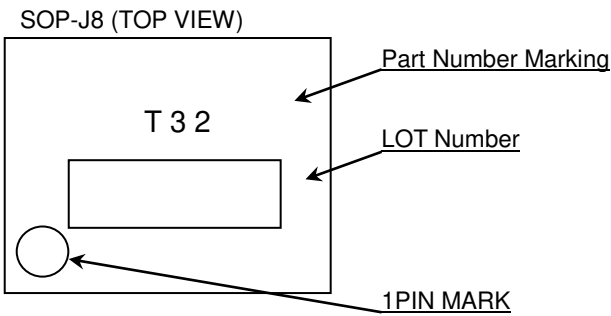 SOP-J8 (TOP VIEW)
Part Number Marking
T 3 2
LOT Number
1PIN MARK